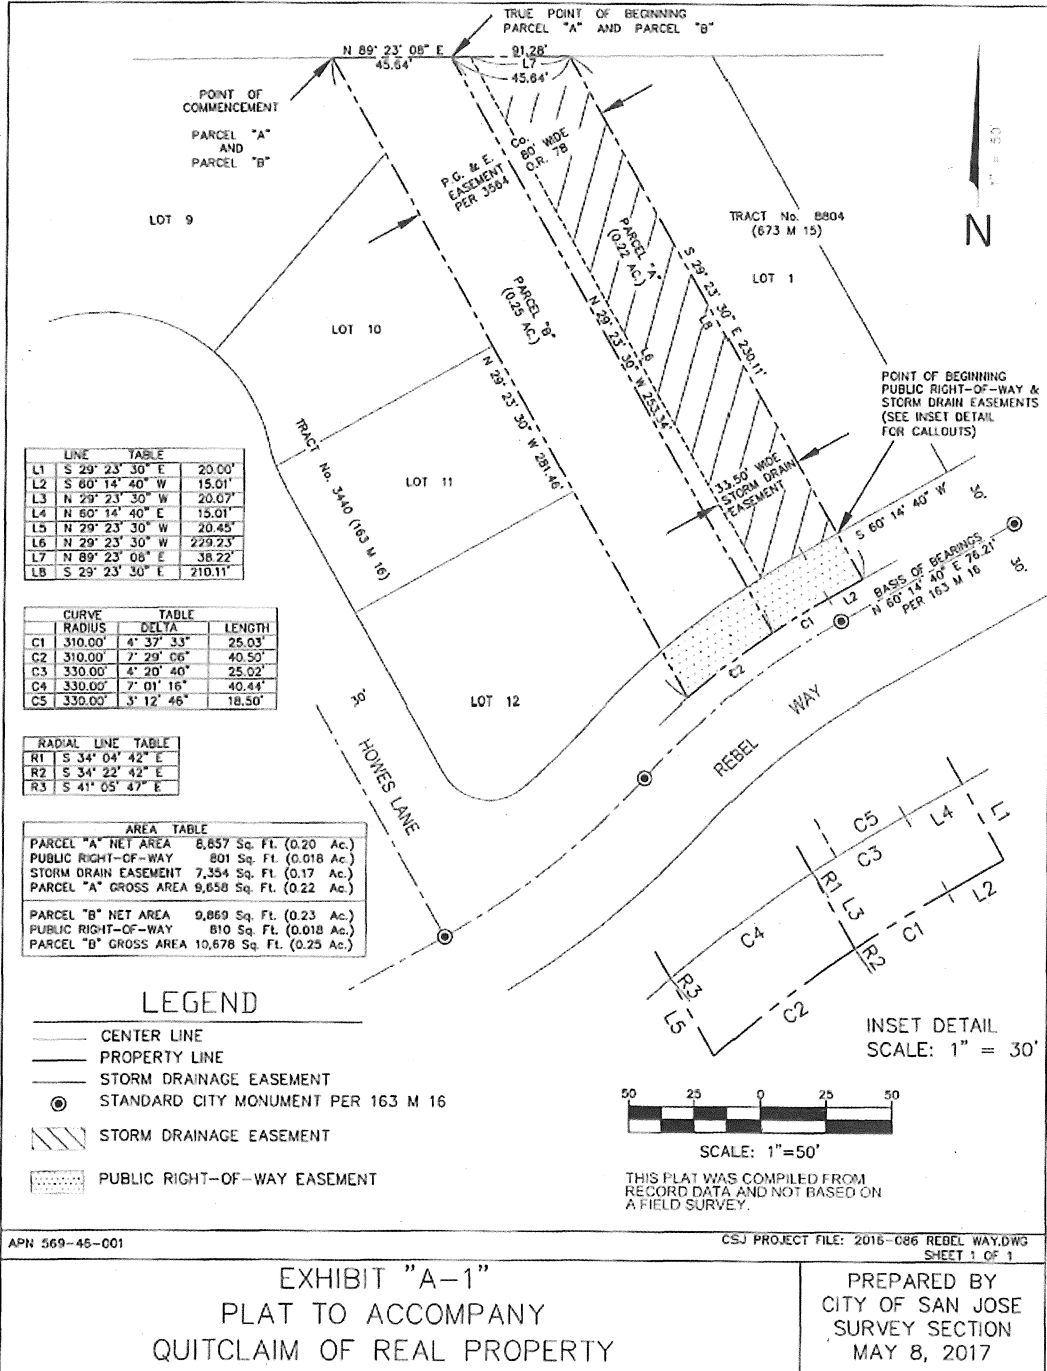 TRUE POINT OF BEGINNING
PARCEL "A" AND PARCEL "B"
N 89° 23' 08" E
45.64'
91.28'
L7
45.64'
POINT OF
COMMENCEMENT
PARCEL "A"
AND
PARCEL "B"
P.G. & E.
EASEMENT
PER 3564
Co.
80' WIDE
O.R. 78
1" = 50'
N
LOT 9
TRACT No. 8804
(673 M 15)
LOT 1
PARCEL "A"
(0.22 AC.)
PARCEL "B"
(0.25 AC.)
LOT 10
S 29° 23' 30" E 230.11'
L8
N 29° 23' 30" W 253.34'
L6
N 29° 23' 30" W 281.46'
POINT OF BEGINNING
PUBLIC RIGHT-OF-WAY &
STORM DRAIN EASEMENTS
(SEE INSET DETAIL
FOR CALLOUTS)
TRACT No. 3440 (163 M 16)
LOT 11
33.50' WIDE
STORM DRAIN
EASEMENT
S 60° 14' 40" W
30'
BASIS OF BEARINGS
N 60° 14' 40" E 76.21'
PER 163 M 16
30'
L2
C1
C2
LINE TABLE
L1 S 29° 23' 30" E 20.00'
L2 S 60° 14' 40" W 15.01'
L3 N 29° 23' 30" W 20.07'
L4 N 60° 14' 40" E 15.01'
L5 N 29° 23' 30" W 20.45'
L6 N 29° 23' 30" W 229.23'
L7 N 89° 23' 08" E 38.22'
L8 S 29° 23' 30" E 210.11'
CURVE TABLE
RADIUS DELTA LENGTH
C1 310.00' 4° 37' 33" 25.03'
C2 310.00' 7° 29' 06" 40.50'
C3 330.00' 4° 20' 40" 25.02'
C4 330.00' 7° 01' 16" 40.44'
C5 330.00' 3° 12' 46" 18.50'
LOT 12
30'
HOWES LANE
REBEL WAY
RADIAL LINE TABLE
R1 S 34° 04' 42" E
R2 S 34° 22' 42" E
R3 S 41° 05' 47" E
AREA TABLE
PARCEL "A" NET AREA 8,857 Sq. Ft. (0.20 Ac.)
PUBLIC RIGHT-OF-WAY 801 Sq. Ft. (0.018 Ac.)
STORM DRAIN EASEMENT 7,354 Sq. Ft. (0.17 Ac.)
PARCEL "A" GROSS AREA 9,658 Sq. Ft. (0.22 Ac.)
PARCEL "B" NET AREA 9,869 Sq. Ft. (0.23 Ac.)
PUBLIC RIGHT-OF-WAY 810 Sq. Ft. (0.018 Ac.)
PARCEL "B" GROSS AREA 10,678 Sq. Ft. (0.25 Ac.)
C5
L4
L1
C3
R1
L3
L2
C4
C1
R2
R3
L5
C2
INSET DETAIL
SCALE: 1" = 30'
LEGEND
CENTER LINE
PROPERTY LINE
STORM DRAINAGE EASEMENT
STANDARD CITY MONUMENT PER 163 M 16
STORM DRAINAGE EASEMENT
PUBLIC RIGHT-OF-WAY EASEMENT
50 25 0 25 50
SCALE: 1"=50'
THIS PLAT WAS COMPILED FROM
RECORD DATA AND NOT BASED ON
A FIELD SURVEY.
APN 569-46-001
CSJ PROJECT FILE: 2016-086 REBEL WAY.DWG
SHEET 1 OF 1
EXHIBIT "A-1"
PLAT TO ACCOMPANY
QUITCLAIM OF REAL PROPERTY
PREPARED BY
CITY OF SAN JOSE
SURVEY SECTION
MAY 8, 2017